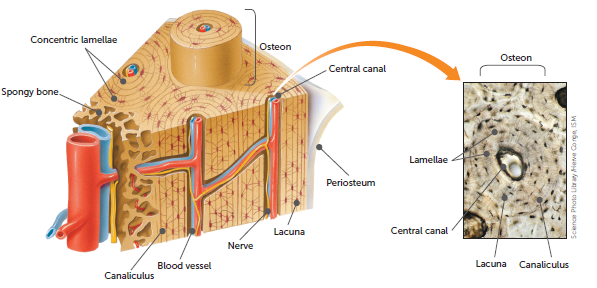 Concentric lamellae
Osteon
Central canal
Spongy bone
Periosteum
Lacuna
Nerve
Blood vessel
Canaliculus
Osteon
Lamellae
Central canal
Lacuna
Canaliculus